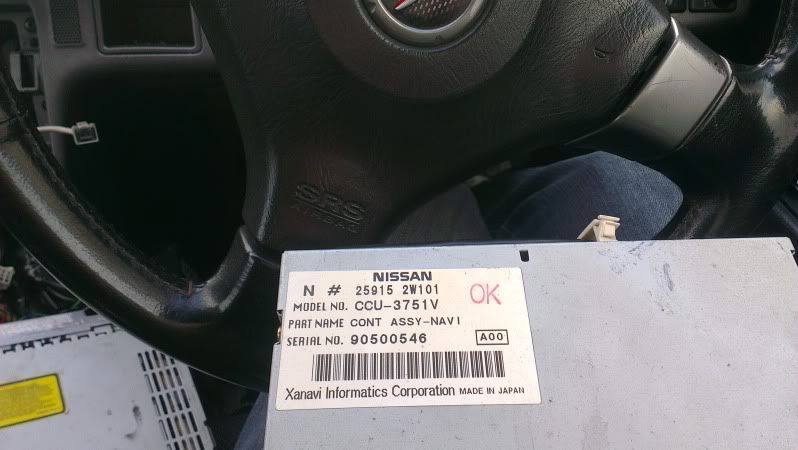 SRS
AIRBAG
NISSAN
N # 25915 2W101
OK
MODEL NO. CCU-3751V
PART NAME CONT ASSY-NAVI
SERIAL NO. 90500546
A00
Xanavi Informatics Corporation MADE IN JAPAN